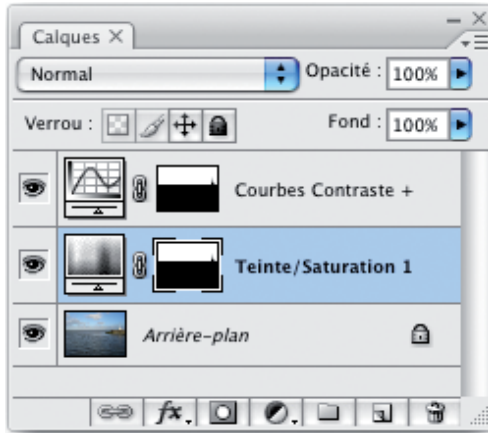 Calques
Normal
Opacité : 100%
Verrou :
Fond : 100%
Courbes Contraste +
Teinte/Saturation 1
Arrière-plan
fx.